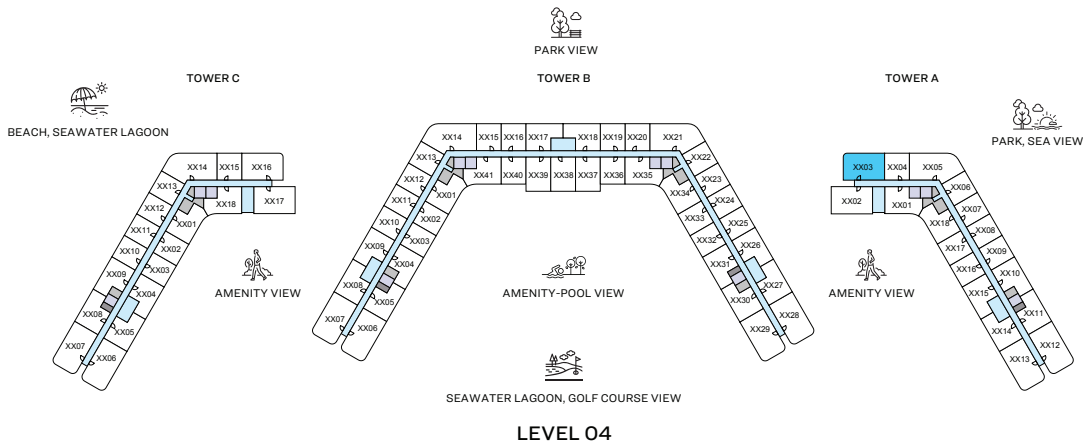 PARK VIEW
TOWER C
TOWER B
TOWER A
BEACH, SEAWATER LAGOON
PARK, SEA VIEW
XX14
XX15
XX16
XX13
XX12
XX11
XX10
XX09
XX08
XX07
XX06
XX05
XX04
XX03
XX02
XX01
XX18
XX17
XX14
XX15
XX16
XX17
XX18
XX19
XX20
XX21
XX13
XX12
XX11
XX10
XX09
XX08
XX07
XX06
XX05
XX04
XX03
XX02
XX01
XX41
XX40
XX39
XX38
XX37
XX36
XX35
XX34
XX33
XX32
XX31
XX30
XX29
XX28
XX27
XX26
XX25
XX24
XX23
XX22
XX03
XX04
XX05
XX02
XX01
XX18
XX06
XX07
XX08
XX09
XX10
XX11
XX12
XX13
XX14
XX15
XX16
XX17
AMENITY VIEW
AMENITY-POOL VIEW
AMENITY VIEW
SEAWATER LAGOON, GOLF COURSE VIEW
LEVEL 04